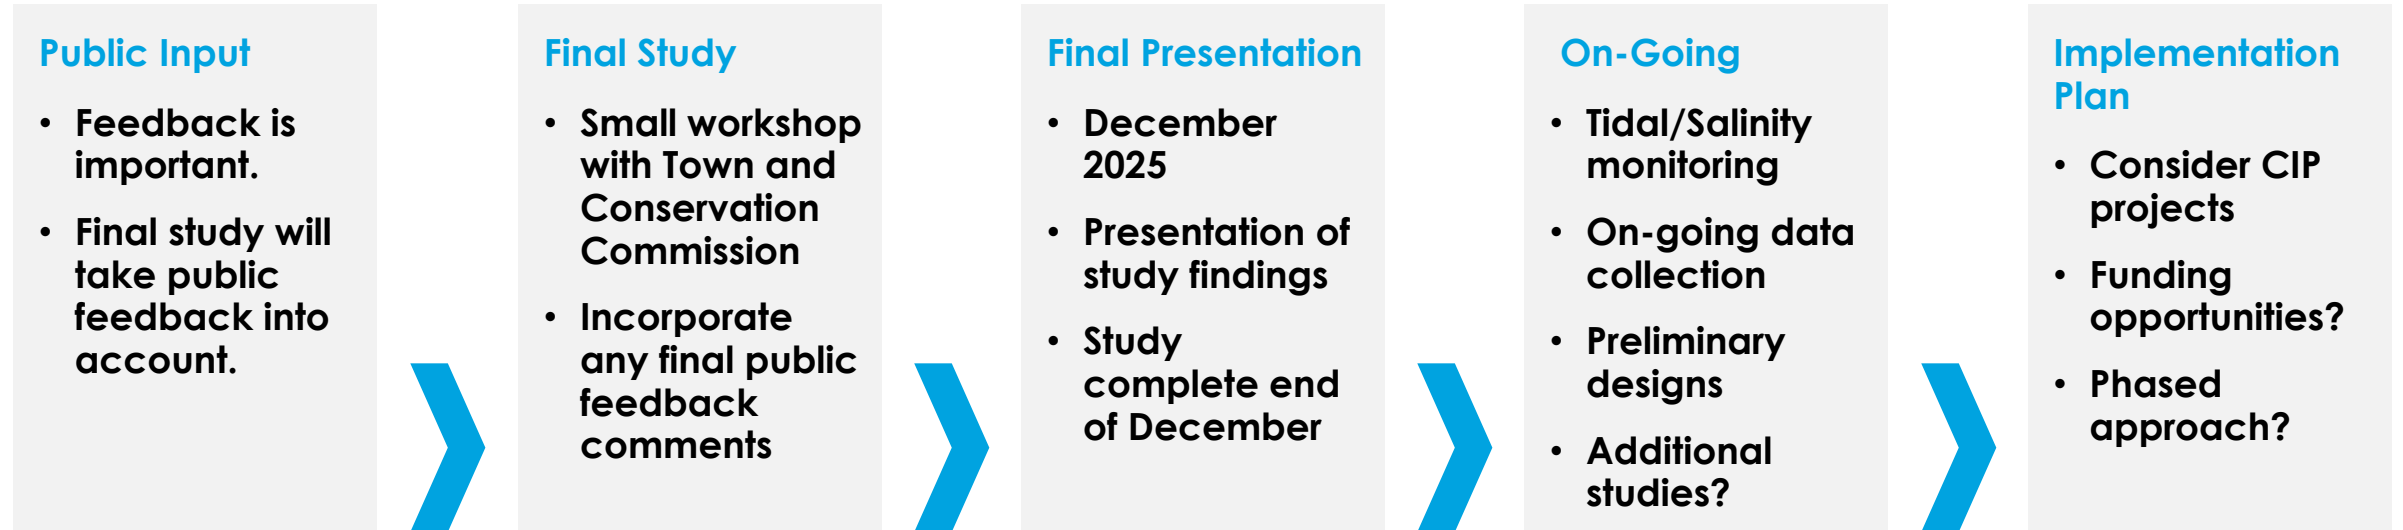 Public Input
• Feedback is
important.
• Final study will
take public
feedback into
account.
Final Study
• Small workshop
with Town and
Conservation
Commission
• Incorporate
any final public
feedback
comments
Final Presentation
• December
2025
• Presentation of
study findings
• Study
complete end
of December
On-Going
• Tidal/Salinity
monitoring
• On-going data
collection
• Preliminary
designs
• Additional
studies?
Implementation
Plan
• Consider CIP
projects
• Funding
opportunities?
• Phased
approach?